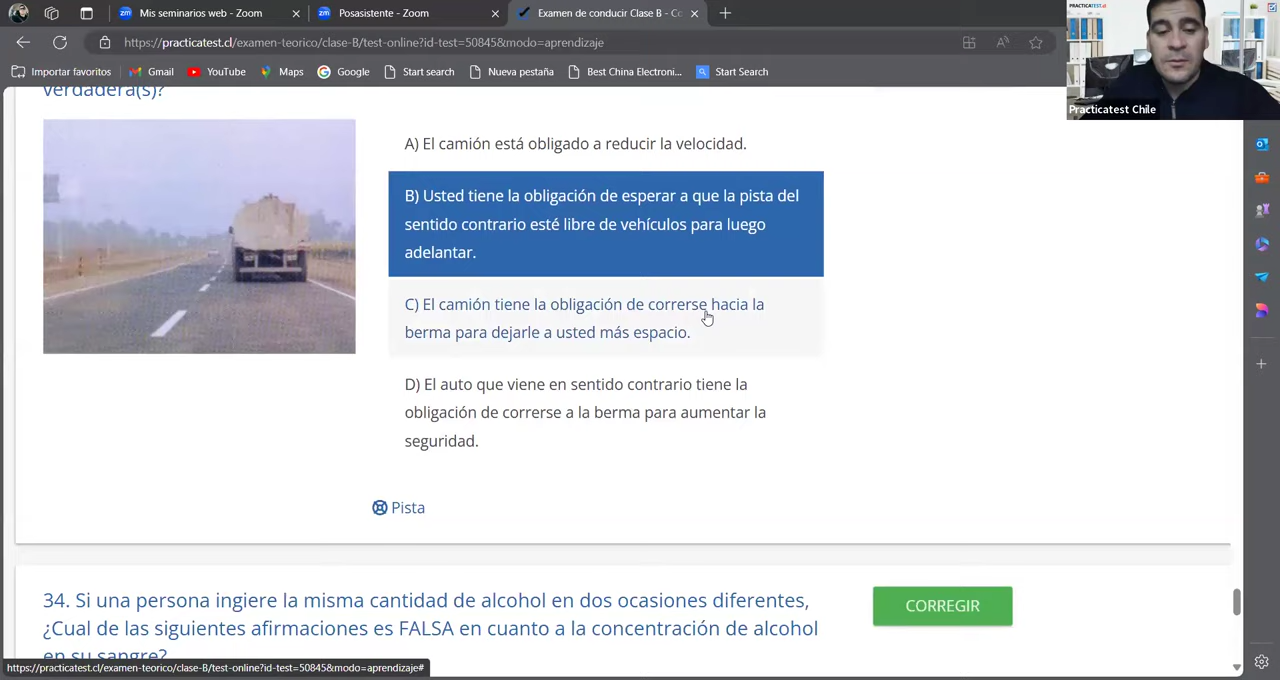 Mis seminarios web - Zoom
Posasistente - Zoom
Examen de conducir Clase B - Co
https://practicatest.cl/examen-teorico/clase-B/test-online?id-test=50845&modo=aprendizaje
Importar favoritos
Gmail
YouTube
Maps
Google
Start search
Nueva pestaña
Best China Electroni...
Start Search
PRACTICATEST.cl
Practicatest Chile
verdadera(s)?
A) El camión está obligado a reducir la velocidad.
B) Usted tiene la obligación de esperar a que la pista del
sentido contrario esté libre de vehículos para luego
adelantar.
C) El camión tiene la obligación de correrse hacia la
berma para dejarle a usted más espacio.
D) El auto que viene en sentido contrario tiene la
obligación de correrse a la berma para aumentar la
seguridad.
Pista
34. Si una persona ingiere la misma cantidad de alcohol en dos ocasiones diferentes,
¿Cual de las siguientes afirmaciones es FALSA en cuanto a la concentración de alcohol
en su sangre?
CORREGIR
https://practicatest.cl/examen-teorico/clase-B/test-online?id-test=50845&modo=aprendizaje#